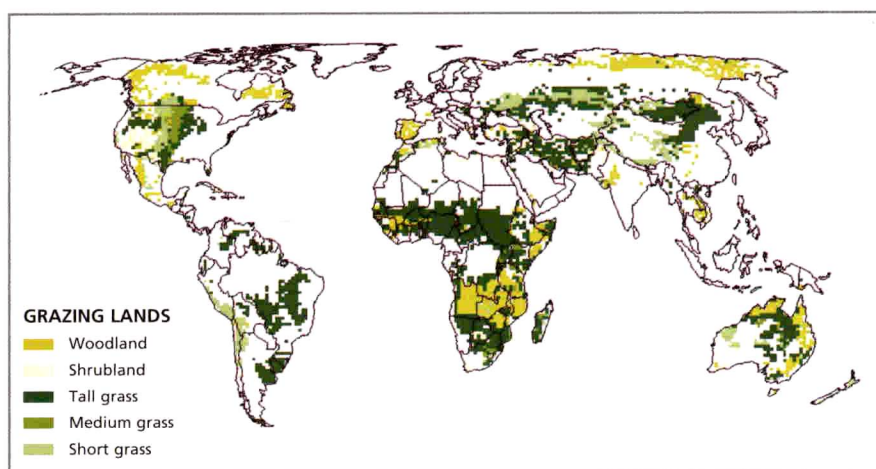 GRAZING LANDS
Woodland
Shrubland
Tall grass
Medium grass
Short grass